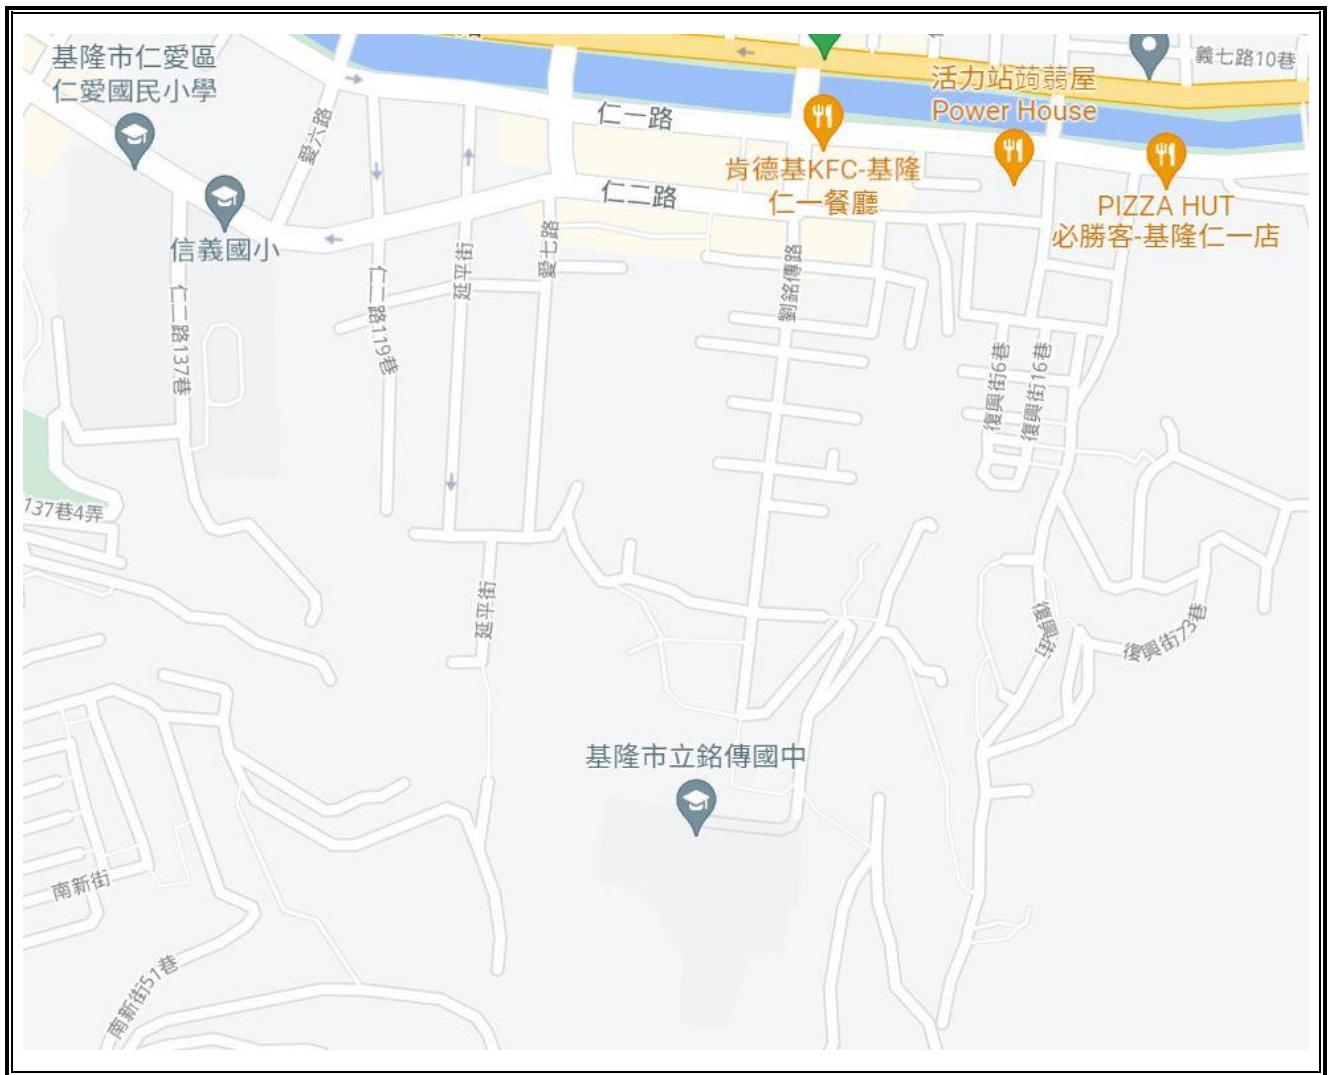 基隆市仁愛區
仁愛國民小學
義七路10巷
活力站蒟蒻屋
Power House
仁一路
愛六路
肯德基KFC-基隆
仁一餐廳
仁二路
PIZZA HUT
必勝客-基隆仁一店
信義國小
愛七路
延平街
劉銘傳路
仁二路137巷
仁二路119巷
復興街6巷
復興街16巷
137巷4弄
延平街
復興街
復興街73巷
基隆市立銘傳國中
南新街
南新街51巷